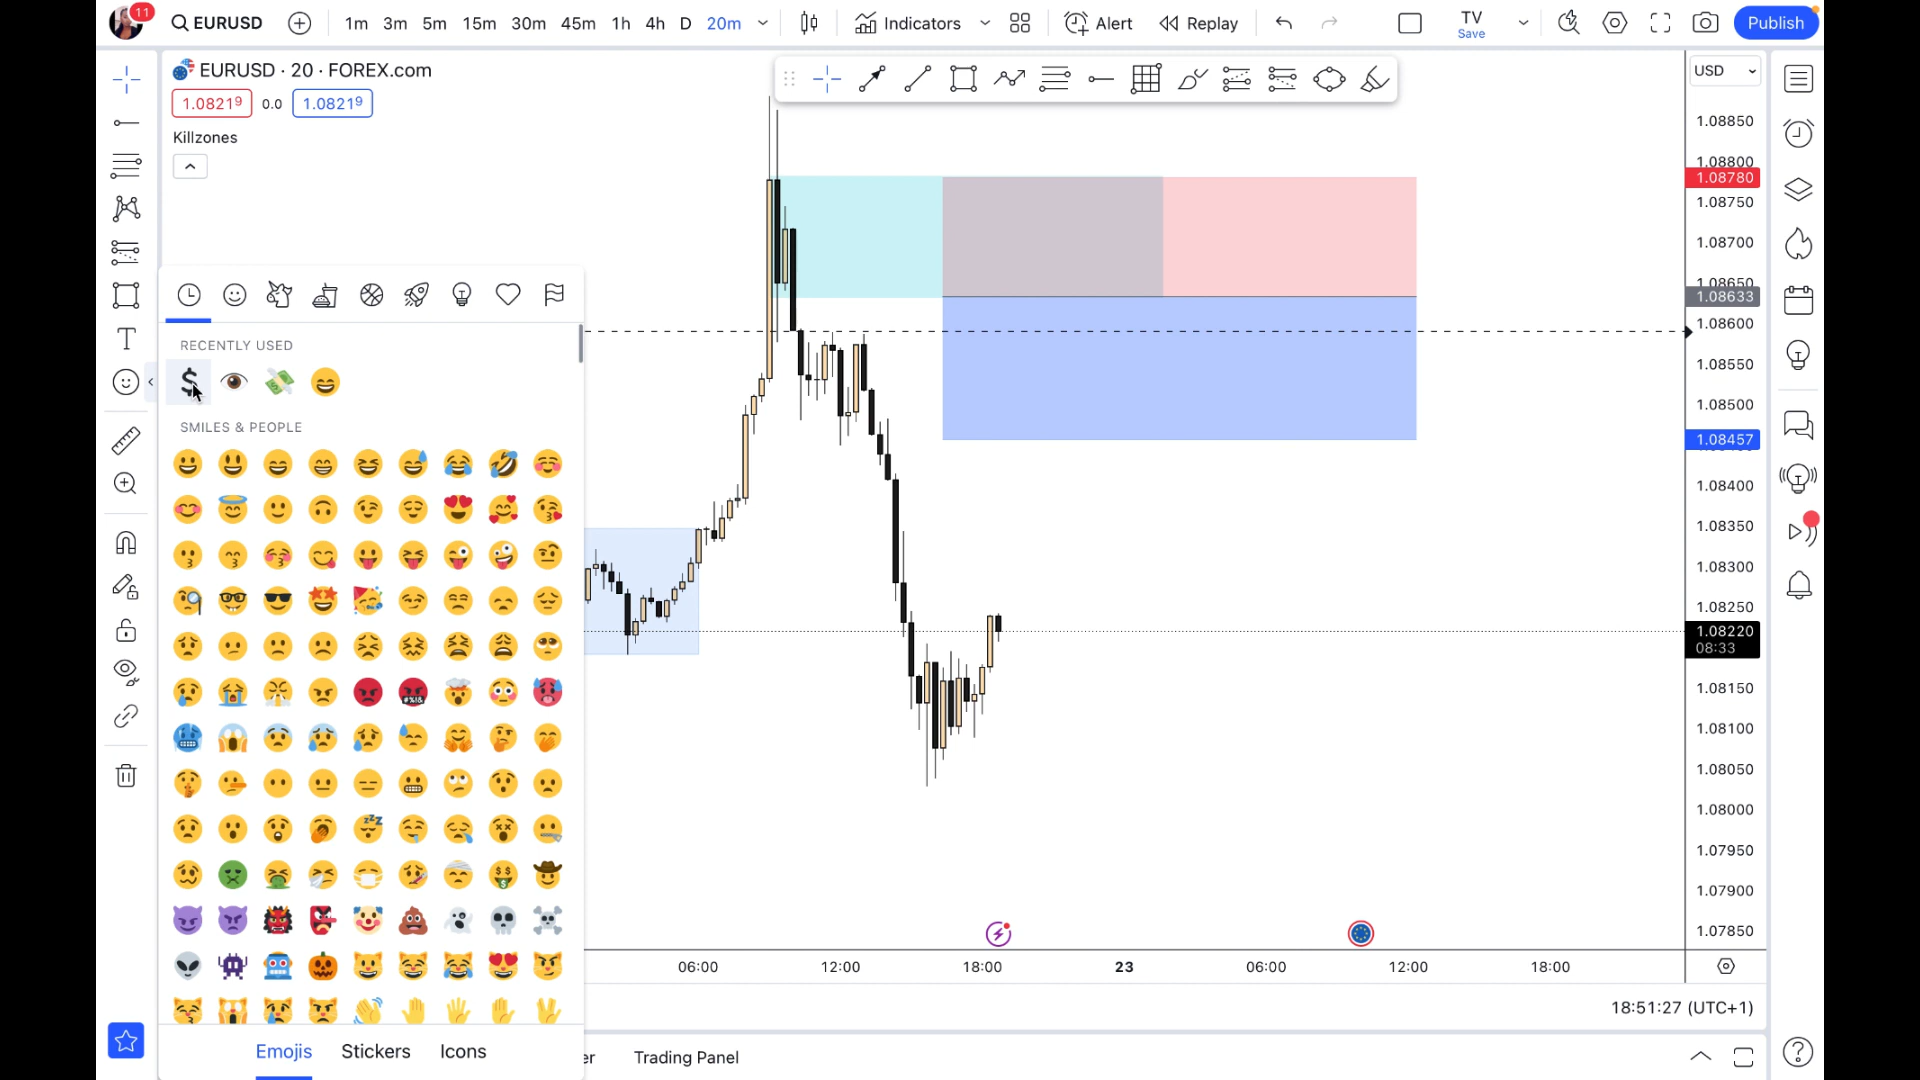 11
EURUSD
1m 3m 5m 15m 30m 45m 1h 4h D 20m
Indicators
Alert
Replay
TV
Save
Publish
EURUSD · 20 · FOREX.com
1.08219 0.0 1.08219
Killzones
USD
1.08850
1.08800
1.08780
1.08750
1.08700
1.08650
1.08633
1.08600
1.08550
1.08500
1.08457
1.08400
1.08350
1.08300
1.08250
1.08220
08:33
1.08150
1.08100
1.08050
1.08000
1.07950
1.07900
1.07850
RECENTLY USED
SMILES & PEOPLE
06:00 12:00 18:00 23 06:00 12:00 18:00
18:51:27 (UTC+1)
Emojis Stickers Icons
er Trading Panel